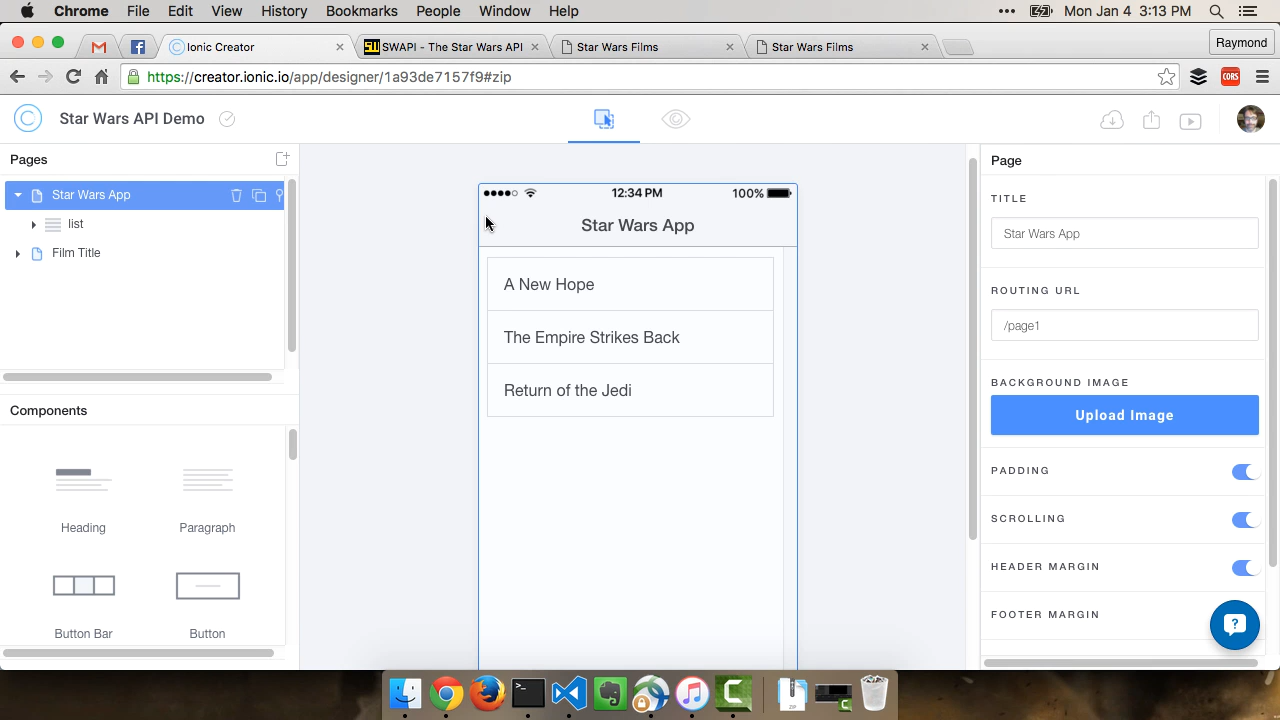 Chrome File Edit View History Bookmarks People Window Help
Mon Jan 4 3:13 PM
Ionic Creator
SWAPI - The Star Wars API
Star Wars Films
Star Wars Films
Raymond
https://creator.ionic.io/app/designer/1a93de7157f9#zip
CORS
Star Wars API Demo
Pages
Star Wars App
list
Film Title
Components
Heading
Paragraph
Button Bar
Button
12:34 PM
100%
Star Wars App
A New Hope
The Empire Strikes Back
Return of the Jedi
Page
TITLE
Star Wars App
ROUTING URL
/page1
BACKGROUND IMAGE
Upload Image
PADDING
SCROLLING
HEADER MARGIN
FOOTER MARGIN
ZIP